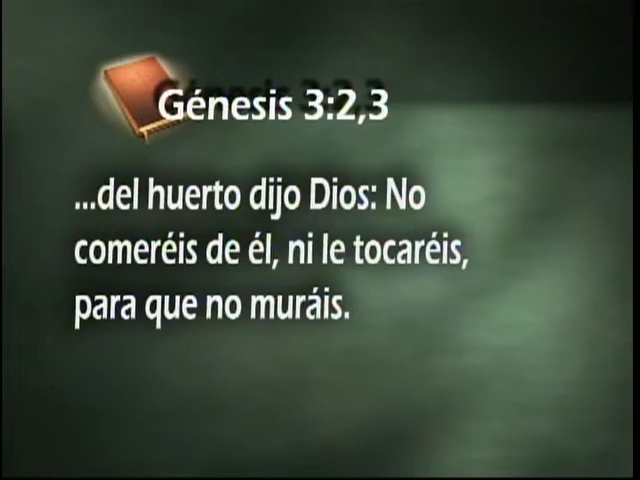 Génesis 3:2,3
...del huerto dijo Dios: No
comeréis de él, ni le tocaréis,
para que no muráis.